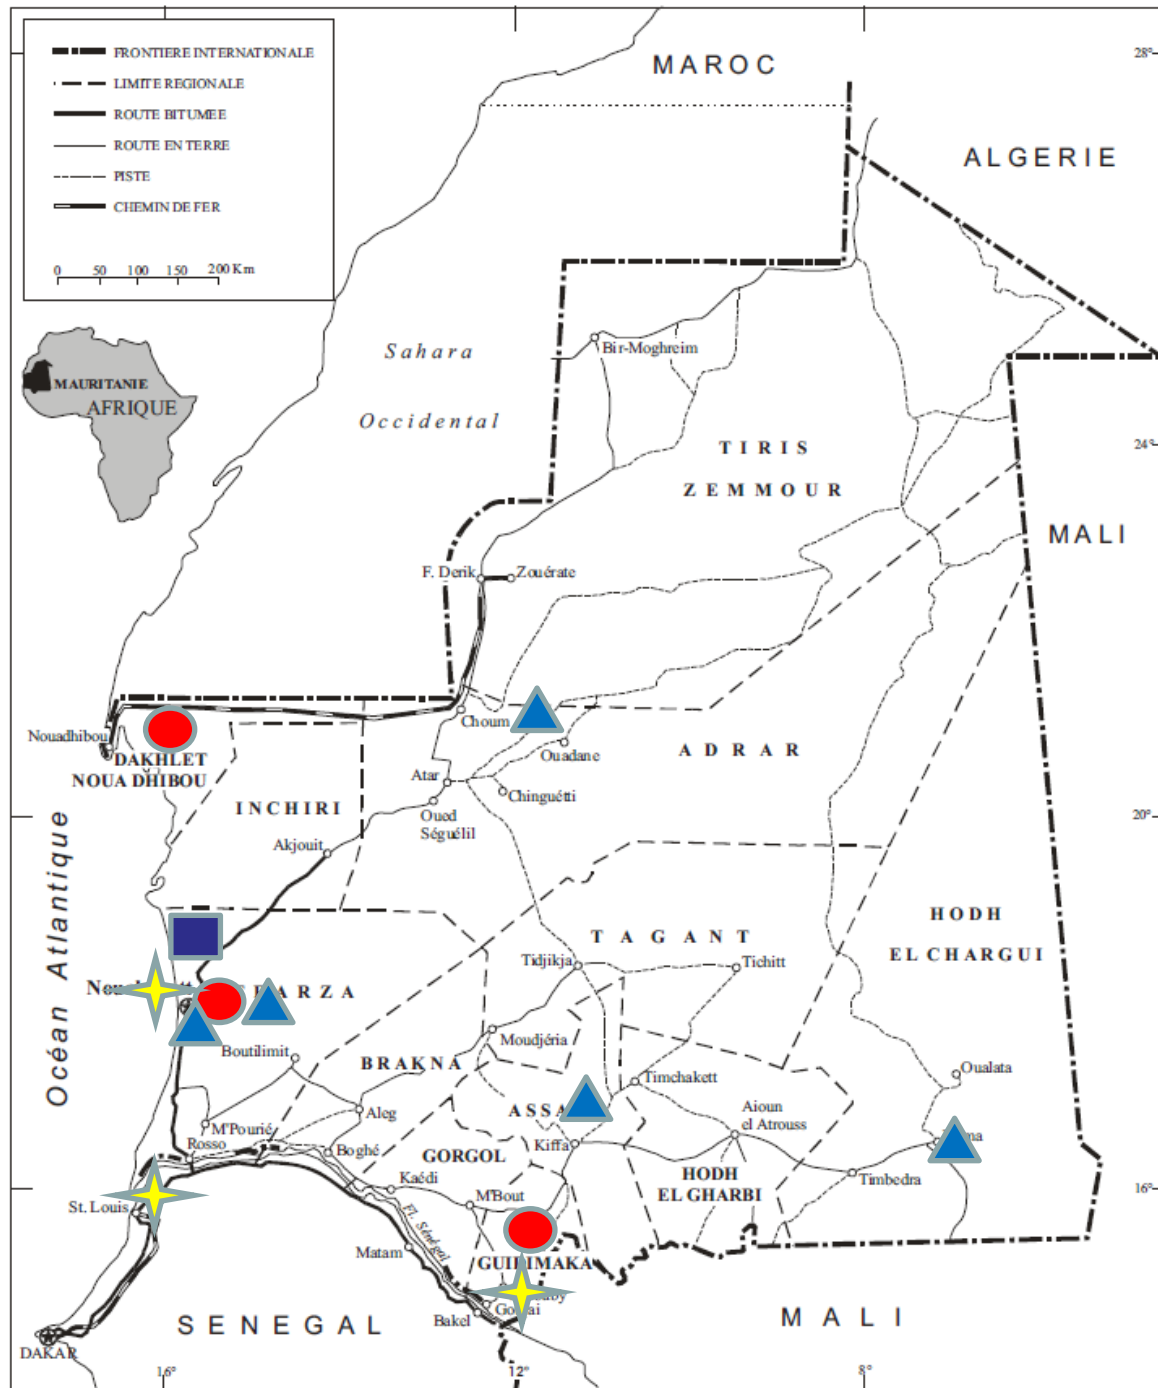 FRONTIERE INTERNATIONALE
LIMITE REGIONALE
ROUTE BITUMEE
ROUTE EN TERRE
PISTE
CHEMIN DE FER
0 50 100 150 200 Km
16°
12°
8°
28°
MAROC
ALGERIE
Sahara
Occidental
Bir-Moghreim
MAURITANIE
AFRIQUE
24°
TIRIS
ZEMMOUR
MALI
F. Derik
Zouérate
Nouadhibou
Choum
DAKHLET
NOUA DHIBOU
Ouadane
ADRAR
Atar
Chinguétti
INCHIRI
Oued
Séguélil
20°
Akjouit
Océan Atlantique
HODH
EL CHARGUI
TAGANT
Tidjikja
Tichitt
Moudjéria
Boutilimit
BRAKNA
Oualata
Timchakett
Aleg
M'Pourié
Aioun
el Atrouss
Rosso
Boghé
Kiffa
GORGOL
HODH
EL GHARBI
Timbedra
Kaédi
M'Bout
16°
St. Louis
Fl. Sénégal
Matam
Bakel
SENEGAL
MALI
DAKAR
16°
12°
8°